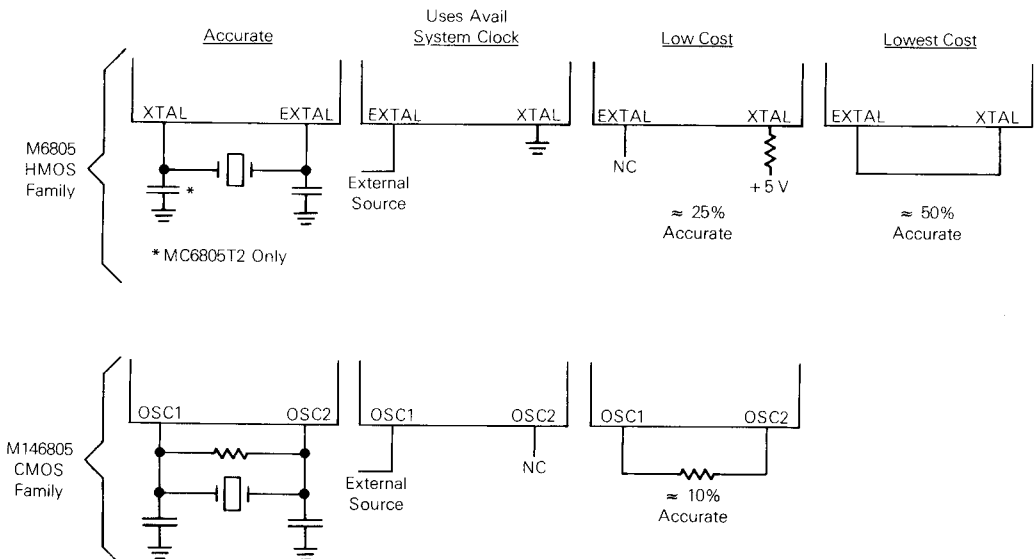 Accurate
Uses Avail
System Clock
Low Cost
Lowest Cost
M6805
HMOS
Family
XTAL
EXTAL
*
* MC6805T2 Only
EXTAL
XTAL
External
Source
EXTAL
XTAL
NC
+5 V
≈ 25%
Accurate
EXTAL
XTAL
≈ 50%
Accurate
M146805
CMOS
Family
OSC1
OSC2
OSC1
OSC2
External
Source
NC
OSC1
OSC2
≈ 10%
Accurate